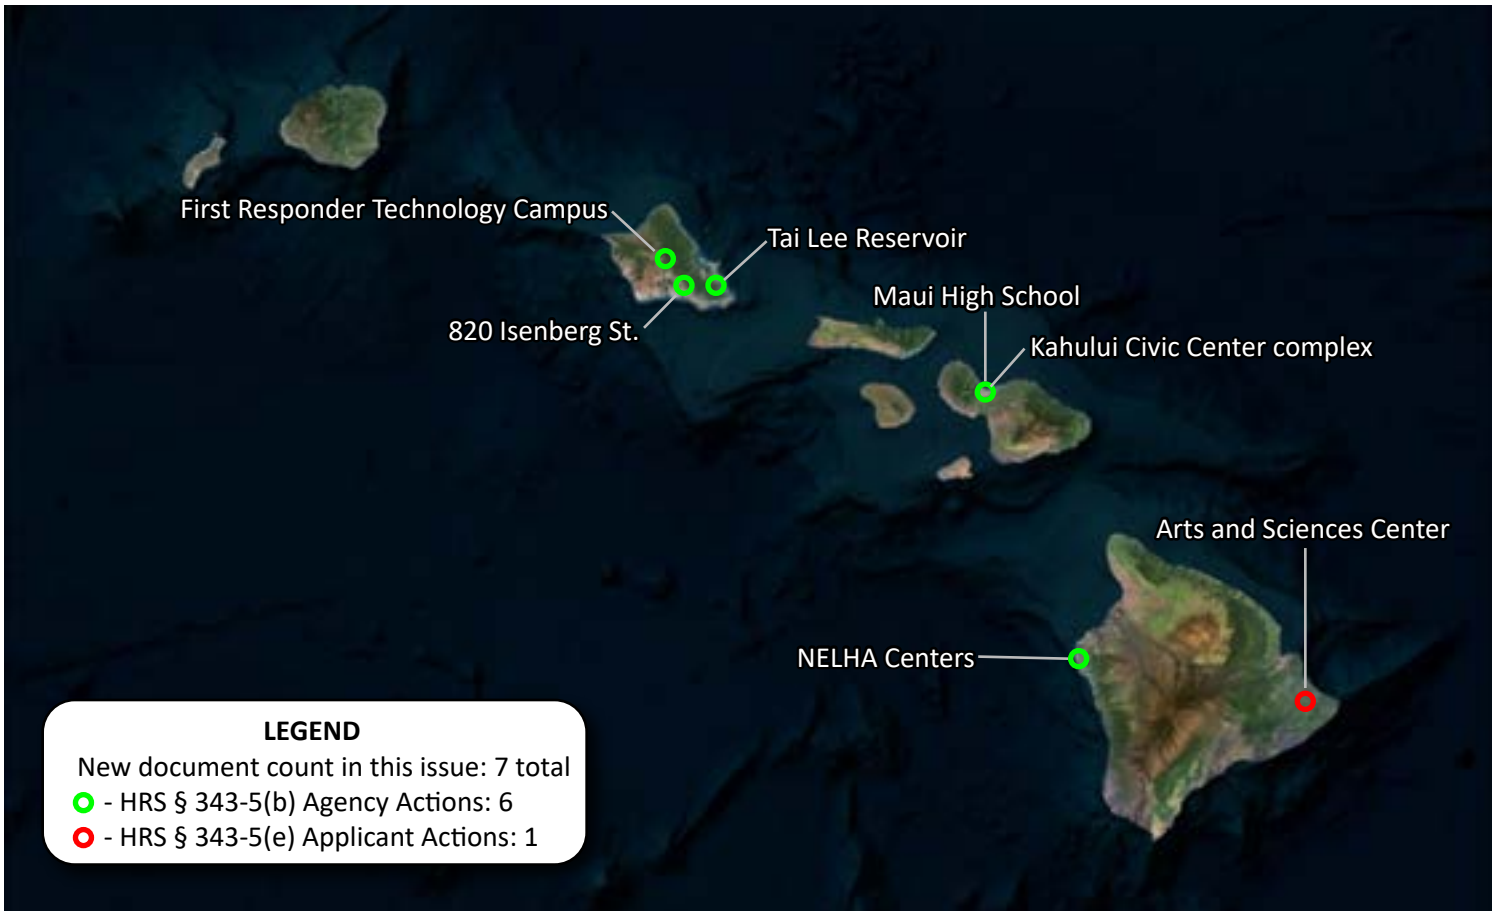 First Responder Technology Campus
Tai Lee Reservoir
820 Isenberg St.
Maui High School
Kahului Civic Center complex
Arts and Sciences Center
NELHA Centers
LEGEND
New document count in this issue: 7 total
- HRS § 343-5(b) Agency Actions: 6
- HRS § 343-5(e) Applicant Actions: 1